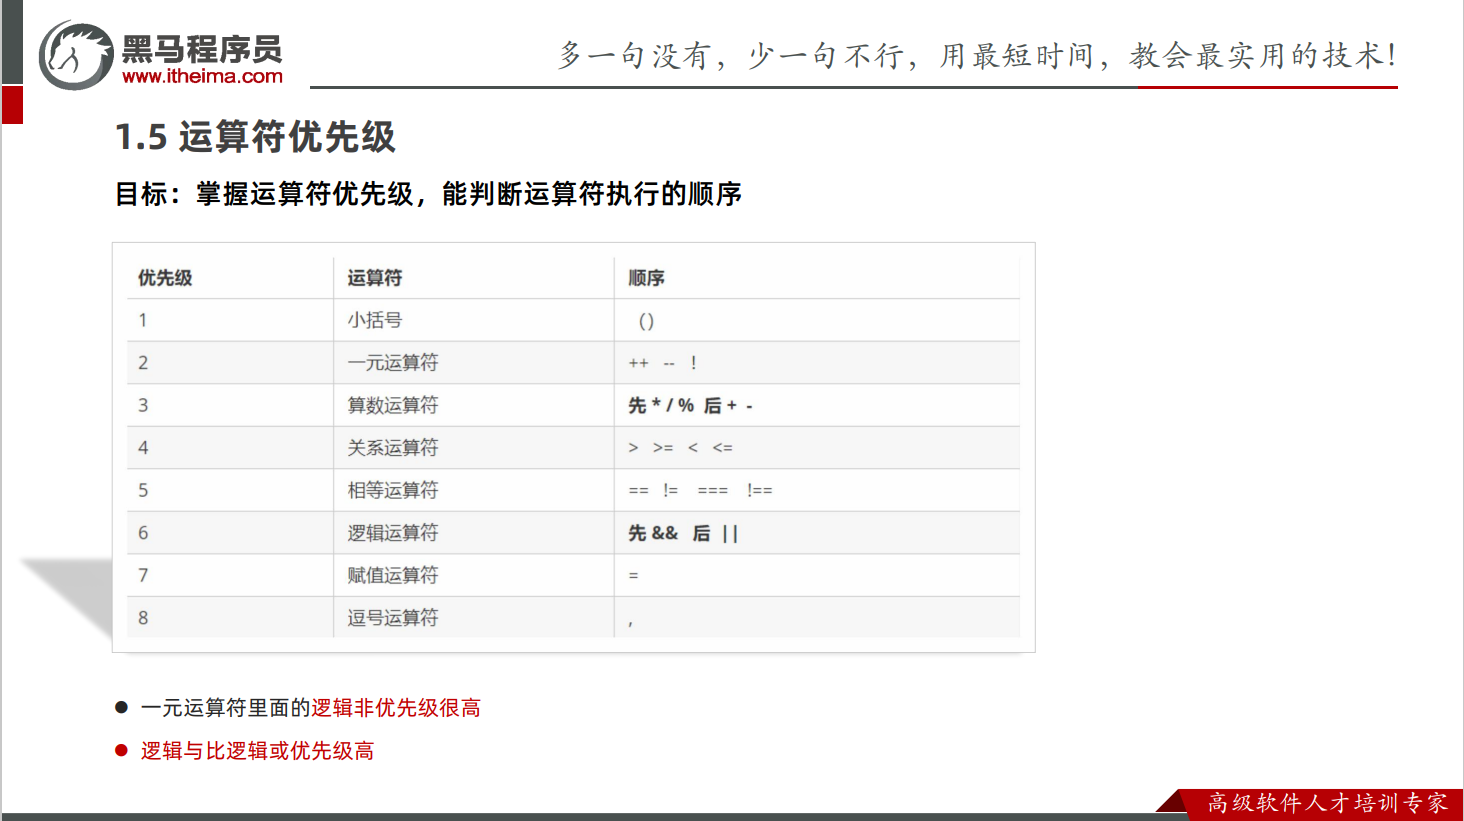 黑马程序员
www.itheima.com
多一句没有，少一句不行，用最短时间，教会最实用的技术！
1.5 运算符优先级
目标：掌握运算符优先级，能判断运算符执行的顺序
优先级 运算符 顺序
1 小括号 （）
2 一元运算符 ++ -- !
3 算数运算符 先 * / % 后 + -
4 关系运算符 > >= < <=
5 相等运算符 == != === !==
6 逻辑运算符 先 && 后 ||
7 赋值运算符 =
8 逗号运算符 ,
● 一元运算符里面的逻辑非优先级很高
● 逻辑与比逻辑或优先级高
高级软件人才培训专家